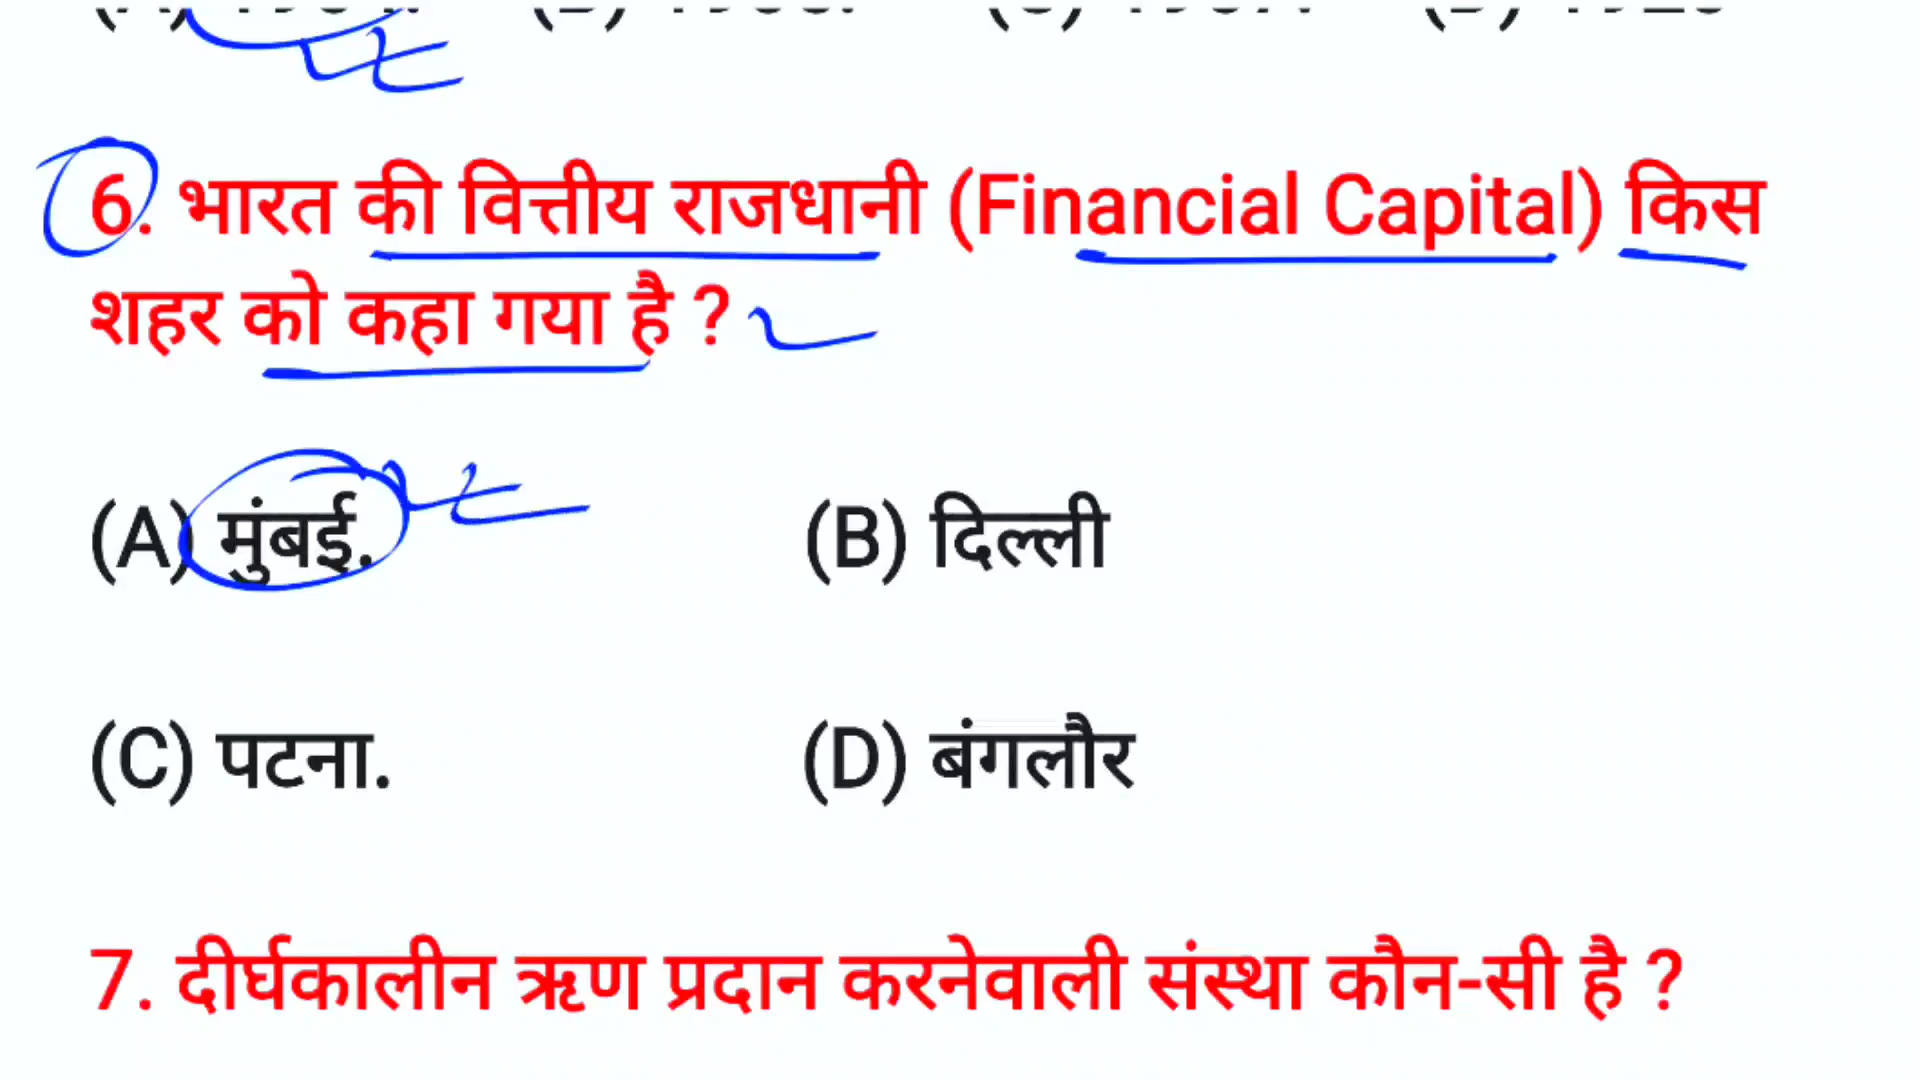 6. भारत की वित्तीय राजधानी (Financial Capital) किस
शहर को कहा गया है ?
(A) मुंबई. (B) दिल्ली
(C) पटना. (D) बंगलौर
7. दीर्घकालीन ऋण प्रदान करनेवाली संस्था कौन-सी है ?